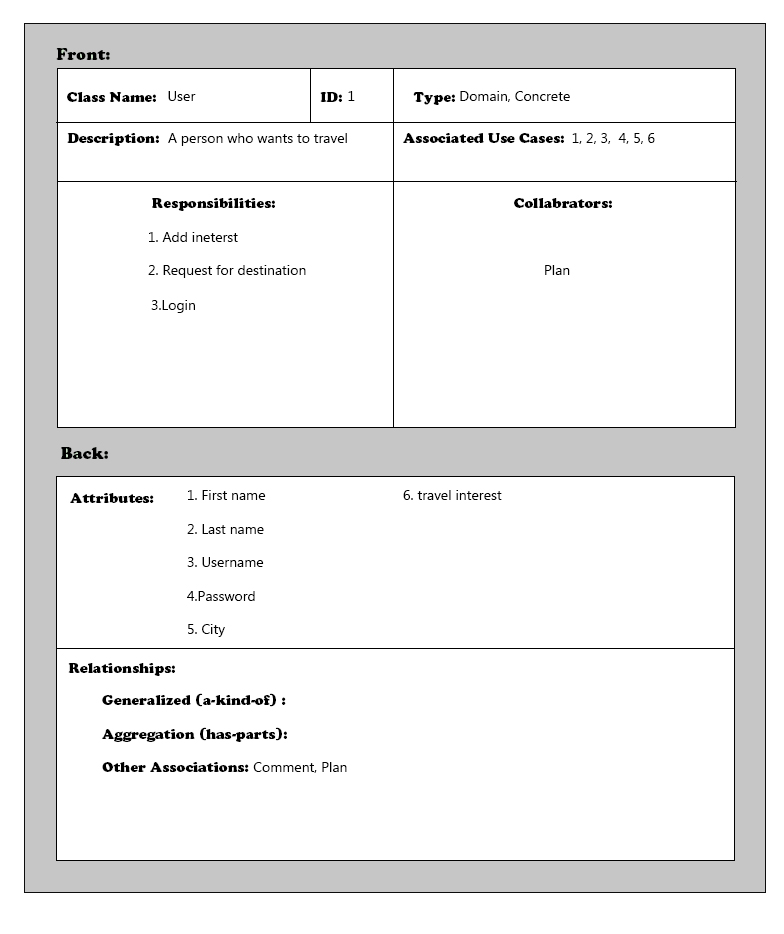 Front:
Class Name: User ID: 1 Type: Domain, Concrete
Description: A person who wants to travel Associated Use Cases: 1, 2, 3, 4, 5, 6
Responsibilities: Collabrators:
1. Add ineterst
2. Request for destination Plan
3.Login
Back:
Attributes: 1. First name 6. travel interest
2. Last name
3. Username
4.Password
5. City
Relationships:
Generalized (a-kind-of) :
Aggregation (has-parts):
Other Associations: Comment, Plan